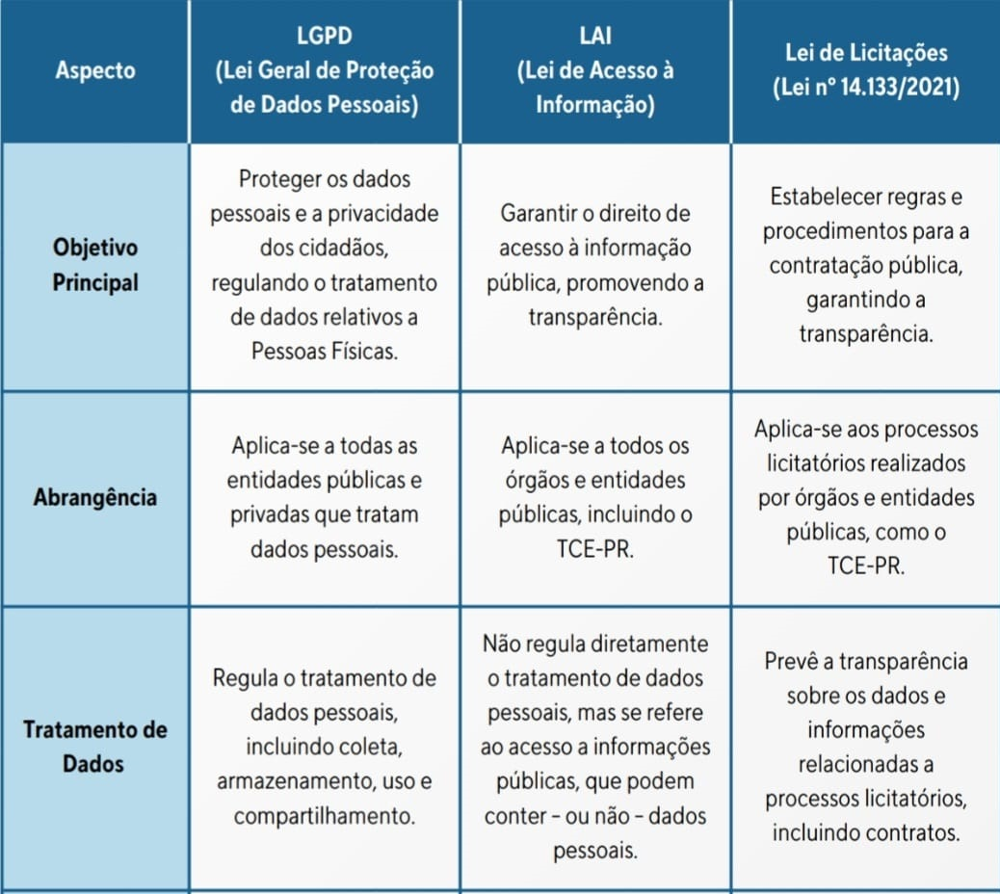 Aspecto
LGPD
(Lei Geral de Proteção
de Dados Pessoais)
LAI
(Lei de Acesso à
Informação)
Lei de Licitações
(Lei nº 14.133/2021)
Objetivo
Principal
Proteger os dados
pessoais e a privacidade
dos cidadãos,
regulando o tratamento
de dados relativos a
Pessoas Físicas.
Garantir o direito de
acesso à informação
pública, promovendo a
transparência.
Estabelecer regras e
procedimentos para a
contratação pública,
garantindo a
transparência.
Abrangência
Aplica-se a todas as
entidades públicas e
privadas que tratam
dados pessoais.
Aplica-se a todos os
órgãos e entidades
públicas, incluindo o
TCE-PR.
Aplica-se aos processos
licitatórios realizados
por órgãos e entidades
públicas, como o
TCE-PR.
Tratamento de
Dados
Regula o tratamento de
dados pessoais,
incluindo coleta,
armazenamento, uso e
compartilhamento.
Não regula diretamente
o tratamento de dados
pessoais, mas se refere
ao acesso a informações
públicas, que podem
conter – ou não – dados
pessoais.
Prevê a transparência
sobre os dados e
informações
relacionadas a
processos licitatórios,
incluindo contratos.